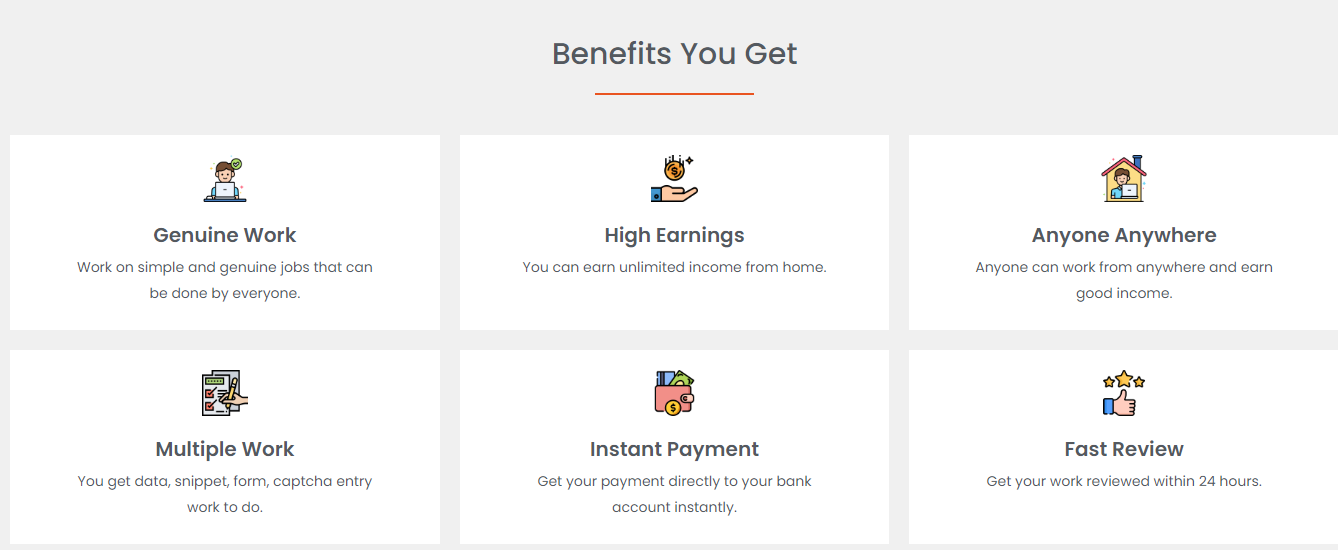 Benefits You Get
Genuine Work
Work on simple and genuine jobs that can
be done by everyone.
High Earnings
You can earn unlimited income from home.
Anyone Anywhere
Anyone can work from anywhere and earn
good income.
Multiple Work
You get data, snippet, form, captcha entry
work to do.
Instant Payment
Get your payment directly to your bank
account instantly.
Fast Review
Get your work reviewed within 24 hours.